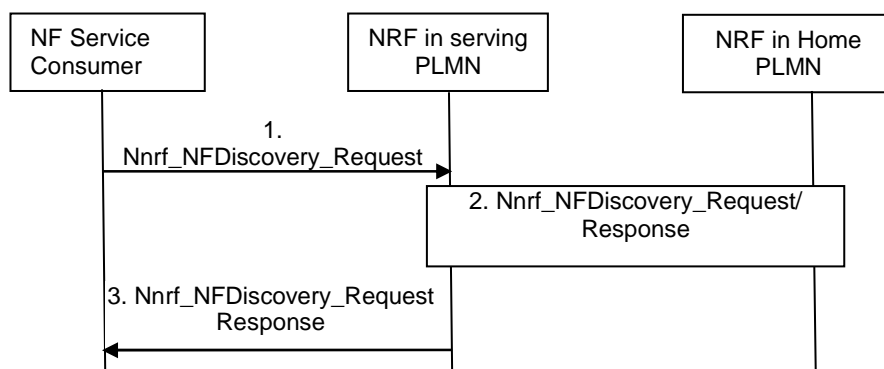 NF Service
Consumer
NRF in serving
PLMN
NRF in Home
PLMN
1.
Nnrf_NFDiscovery_Request
2. Nnrf_NFDiscovery_Request/
Response
3. Nnrf_NFDiscovery_Request
Response